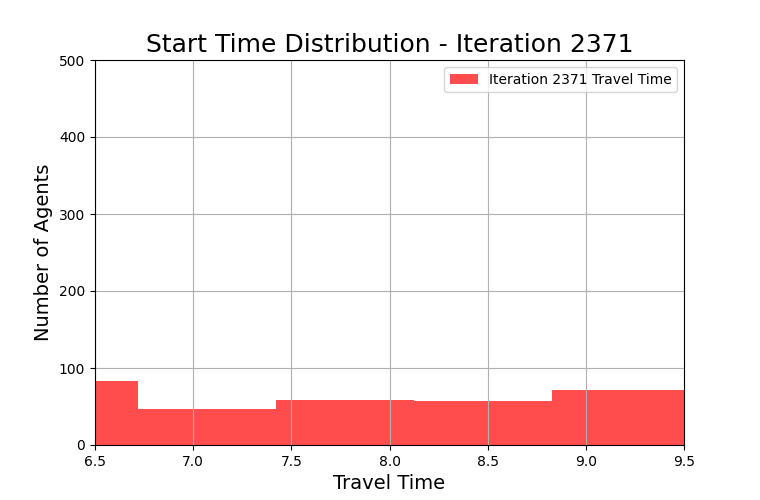 Start Time Distribution - Iteration 2371
Iteration 2371 Travel Time
Number of Agents
500
400
300
200
100
0
6.5 7.0 7.5 8.0 8.5 9.0 9.5
Travel Time